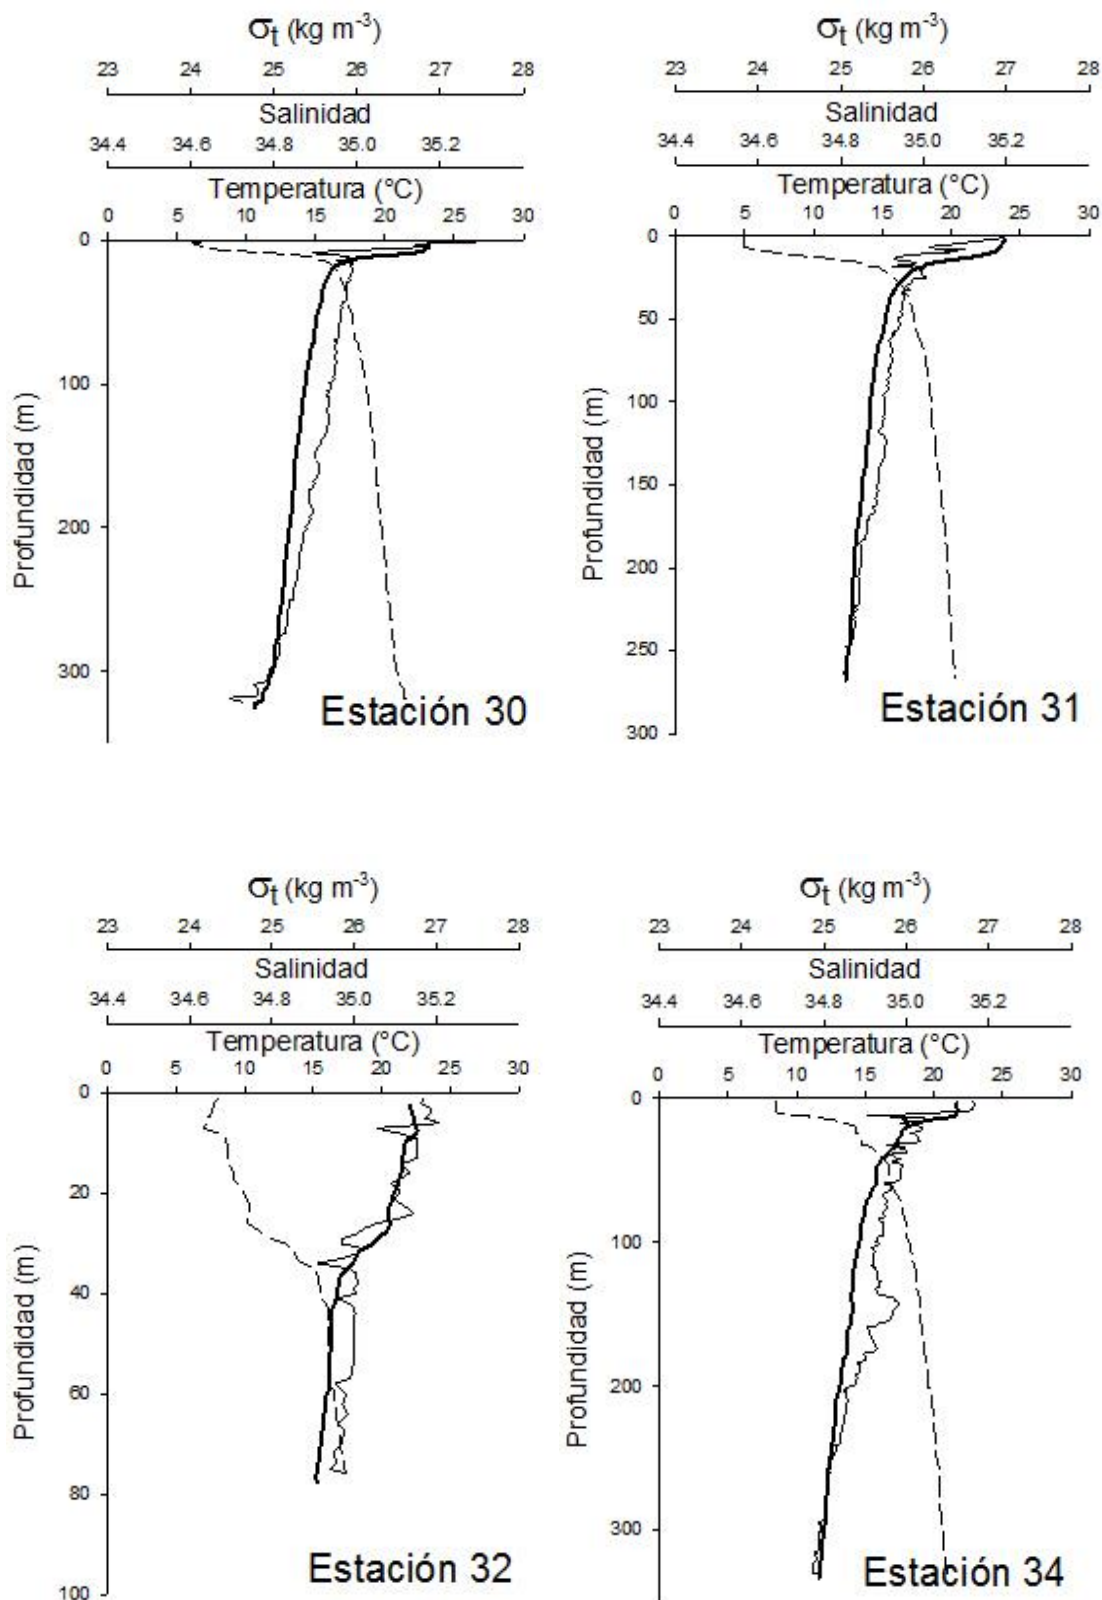 σt (kg m-3)
23 24 25 26 27 28
Salinidad
34.4 34.6 34.8 35.0 35.2
Temperatura (°C)
0 5 10 15 20 25 30
0
100
200
300
Profundidad (m)
Estación 30
σt (kg m-3)
23 24 25 26 27 28
Salinidad
34.4 34.6 34.8 35.0 35.2
Temperatura (°C)
0 5 10 15 20 25 30
0
50
100
150
200
250
300
Profundidad (m)
Estación 31
σt (kg m-3)
23 24 25 26 27 28
Salinidad
34.4 34.6 34.8 35.0 35.2
Temperatura (°C)
0 5 10 15 20 25 30
0
20
40
60
80
100
Profundidad (m)
Estación 32
σt (kg m-3)
23 24 25 26 27 28
Salinidad
34.4 34.6 34.8 35.0 35.2
Temperatura (°C)
0 5 10 15 20 25 30
0
100
200
300
Profundidad (m)
Estación 34